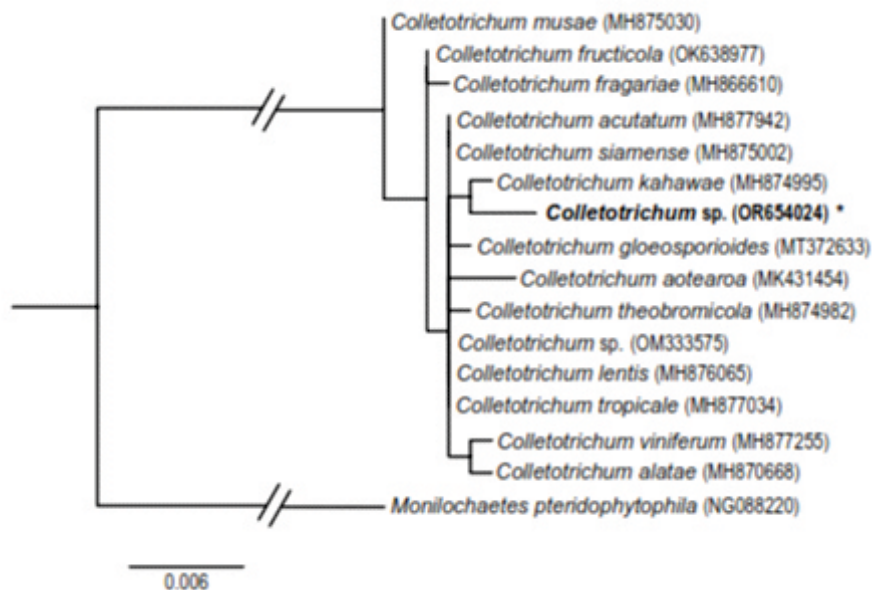 Colletotrichum musae (MH875030)
Colletotrichum fructicola (OK638977)
Colletotrichum fragariae (MH866610)
Colletotrichum acutatum (MH877942)
Colletotrichum siamense (MH875002)
Colletotrichum kahawae (MH874995)
Colletotrichum sp. (OR654024) *
Colletotrichum gloeosporioides (MT372633)
Colletotrichum aotearoa (MK431454)
Colletotrichum theobromicola (MH874982)
Colletotrichum sp. (OM333575)
Colletotrichum lentis (MH876065)
Colletotrichum tropicale (MH877034)
Colletotrichum viniferum (MH877255)
Colletotrichum alatae (MH870668)
Monilochaetes pteridophytophila (NG088220)
0.006